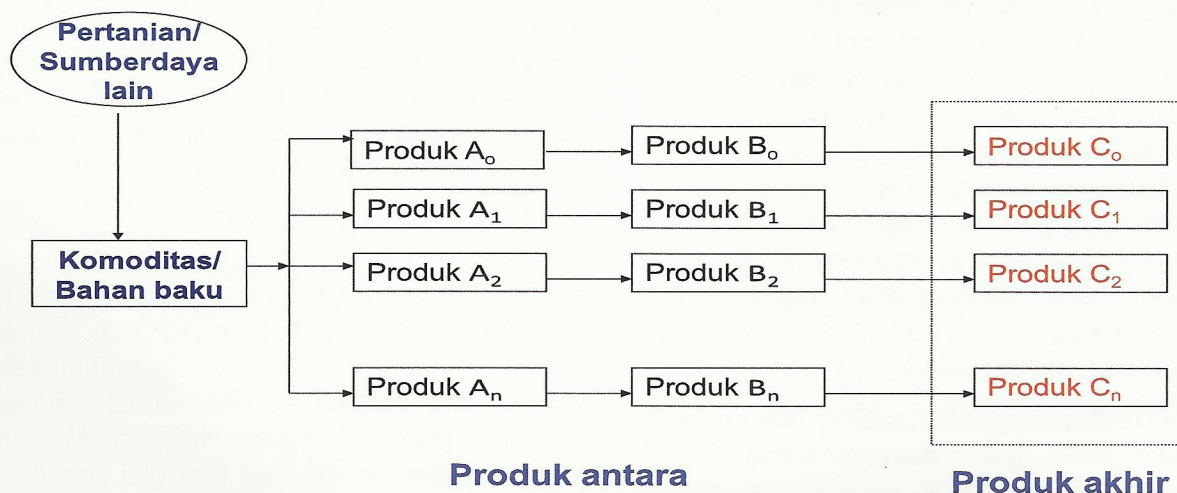 Pertanian/
Sumberdaya
lain
Produk Aₒ
Produk Bₒ
Produk Cₒ
Produk A₁
Produk B₁
Produk C₁
Komoditas/
Bahan baku
Produk A₂
Produk B₂
Produk C₂
Produk Aₙ
Produk Bₙ
Produk Cₙ
Produk antara
Produk akhir